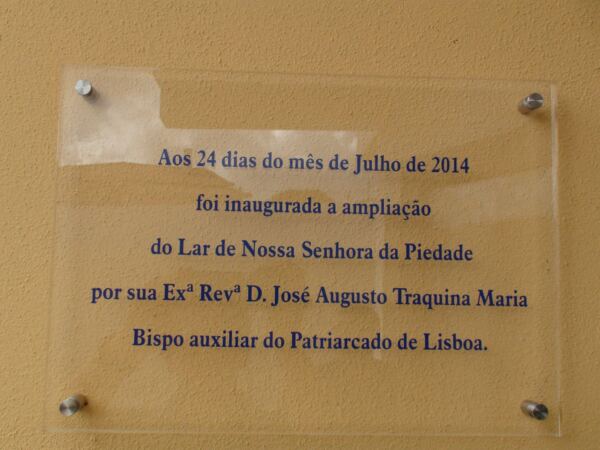 Aos 24 dias do mês de Julho de 2014
foi inaugurada a ampliação
do Lar de Nossa Senhora da Piedade
por sua Exª Revª D. José Augusto Traquina Maria
Bispo auxiliar do Patriarcado de Lisboa.